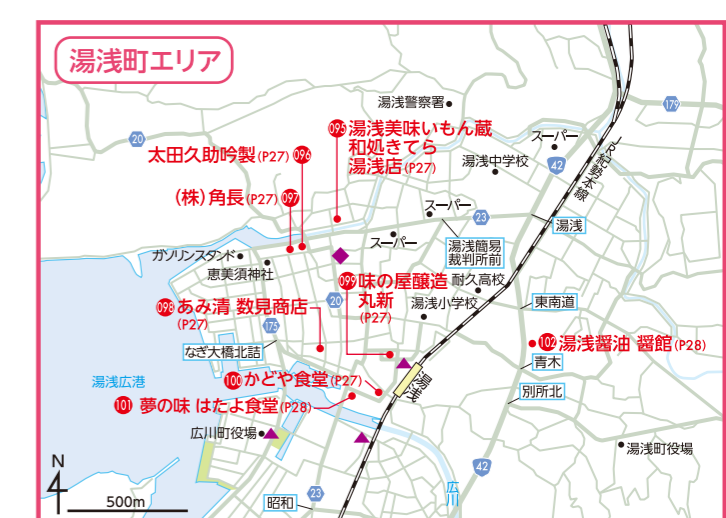 湯浅町エリア
湯浅警察署
179
20
095 湯浅美味いもん蔵
和処きてら
湯浅店(P27)
太田久助吟製(P27) 096
スーパー
湯浅中学校
42
JR紀勢本線
(株)角長(P27) 097
スーパー
23
湯浅
スーパー
湯浅簡易
裁判所前
ガソリンスタンド
恵美須神社
099 味の屋醸造
丸新
(P27)
耐久高校
湯浅小学校
東南道
098 あみ清 数見商店
(P27)
20
175
なぎ大橋北詰
102 湯浅醤油 醤館(P28)
青木
湯浅広港
100 かどや食堂(P27)
湯浅
別所北
101 夢の味 はたよ食堂(P28)
広川町役場
湯浅町役場
N
500m
42
広川
23
昭和